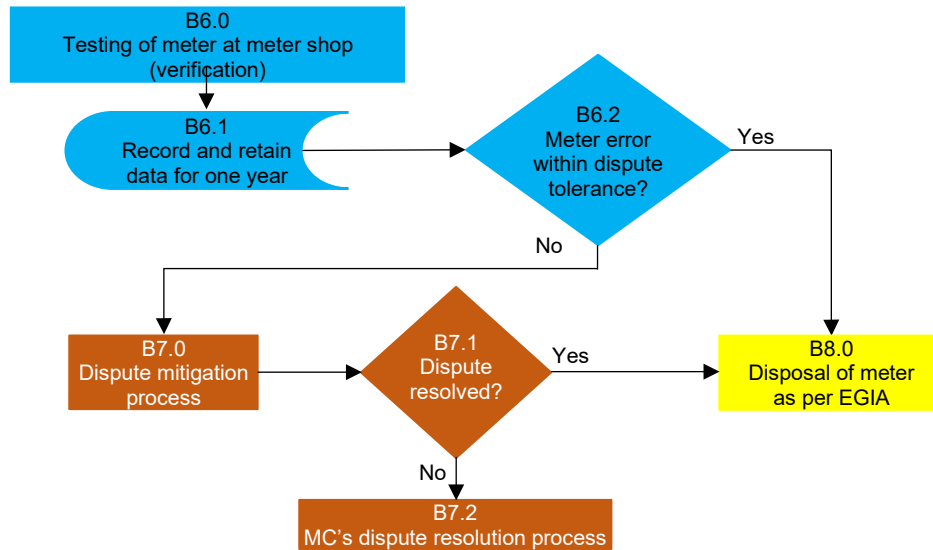 B6.0
Testing of meter at meter shop
(verification)
B6.1
Record and retain
data for one year
B6.2
Meter error
within dispute
tolerance?
Yes
No
B7.0
Dispute mitigation
process
B7.1
Dispute
resolved?
Yes
B8.0
Disposal of meter
as per EGIA
No
B7.2
MC’s dispute resolution process